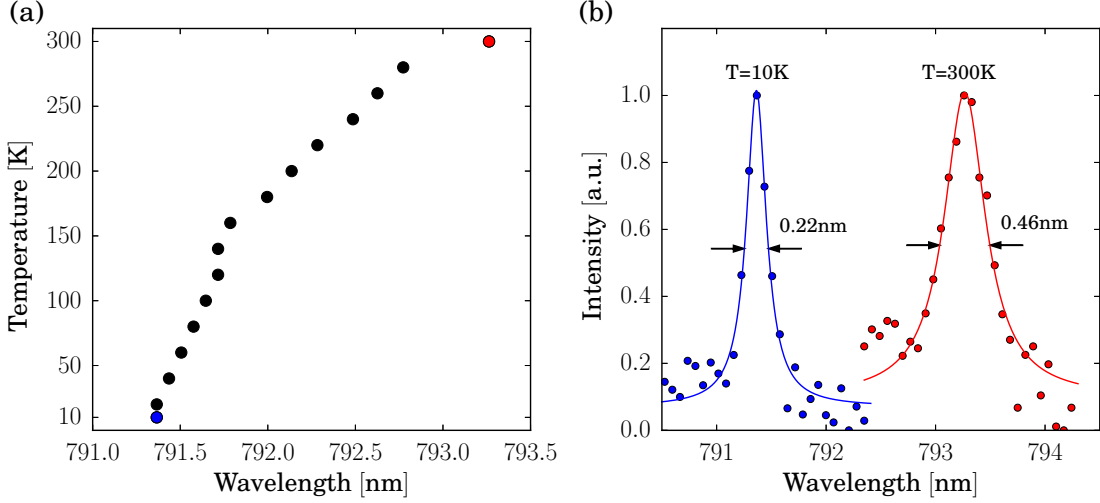 (a)
Temperature [K]
300
250
200
150
100
50
10
791.0 791.5 792.0 792.5 793.0 793.5
Wavelength [nm]
(b)
T=10K T=300K
Intensity [a.u.]
1.0
0.8
0.6
0.4
0.2
0.0
0.22nm 0.46nm
791 792 793 794
Wavelength [nm]